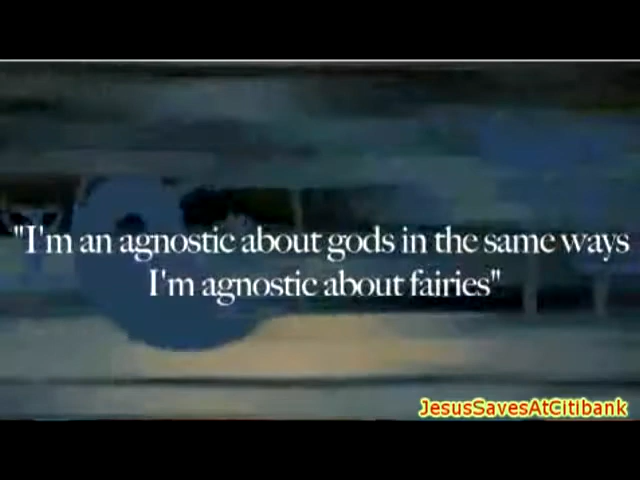 "I'm an agnostic about gods in the same ways
I'm agnostic about fairies"
JesusSavesAtCitibank